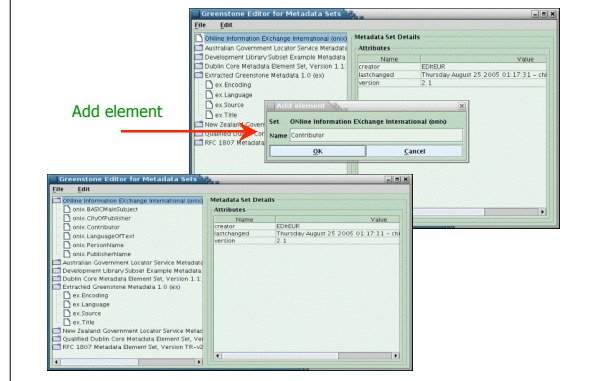 Greenstone Editor for Metadata Sets
File Edit
ONline Information EXchange International (onix)
Australian Government Locator Service Metadata
Development Library Subset Example Metadata
Dublin Core Metadata Element Set, Version 1.1
Extracted Greenstone Metadata 1.0 (ex)
ex.Encoding
ex.Language
ex.Source
ex.Title
New Zealand Govern
Qualified Dublin Cor
RFC 1807 Metadata
Metadata Set Details
Attributes
Name Value
creator EDItEUR
lastchanged Thursday August 25 2005 01:17:31 - chi
version 2.1
Add element
Add element
Set ONline Information EXchange International (onix)
Name Contributor
OK Cancel
Greenstone Editor for Metadata Sets
File Edit
ONline Information EXchange International (onix)
onix.BASICMainSubject
onix.CityOfPublisher
onix.Contributor
onix.LanguageOfText
onix.PersonName
onix.PublisherName
Australian Government Locator Service Metadata
Development Library Subset Example Metadata
Dublin Core Metadata Element Set, Version 1.1
Extracted Greenstone Metadata 1.0 (ex)
ex.Encoding
ex.Language
ex.Source
ex.Title
New Zealand Government Locator Service Metad
Qualified Dublin Core Metadata Element Set, Ver
RFC 1807 Metadata Element Set, Version TR-v2
Metadata Set Details
Attributes
Name Value
creator EDItEUR
lastchanged Thursday August 25 2005 01:17:31 - chi
version 2.1